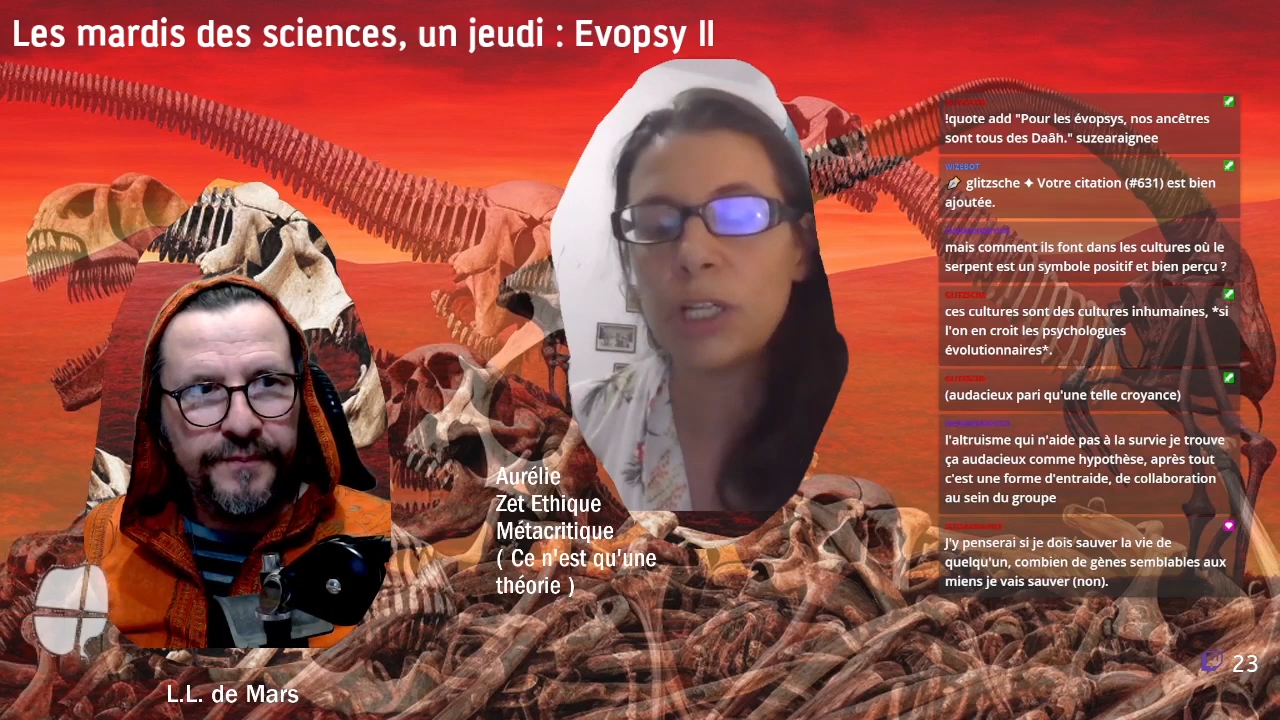 Les mardis des sciences, un jeudi : Evopsy II
!quote add "Pour les évopsys, nos ancêtres
sont tous des Daâh." suzearaignee
WIZEBOT
glitzsche ✦ Votre citation (#631) est bien
ajoutée.
mais comment ils font dans les cultures où le
serpent est un symbole positif et bien perçu ?
GLITZSCHE
ces cultures sont des cultures inhumaines, *si
l'on en croit les psychologues
évolutionnaires*.
GLITZSCHE
(audacieux pari qu'une telle croyance)
l'altruisme qui n'aide pas à la survie je trouve
ça audacieux comme hypothèse, après tout
c'est une forme d'entraide, de collaboration
au sein du groupe
J'y penserai si je dois sauver la vie de
quelqu'un, combien de gènes semblables aux
miens je vais sauver (non).
Aurélie
Zet Ethique
Métacritique
( Ce n'est qu'une
théorie )
23
L.L. de Mars